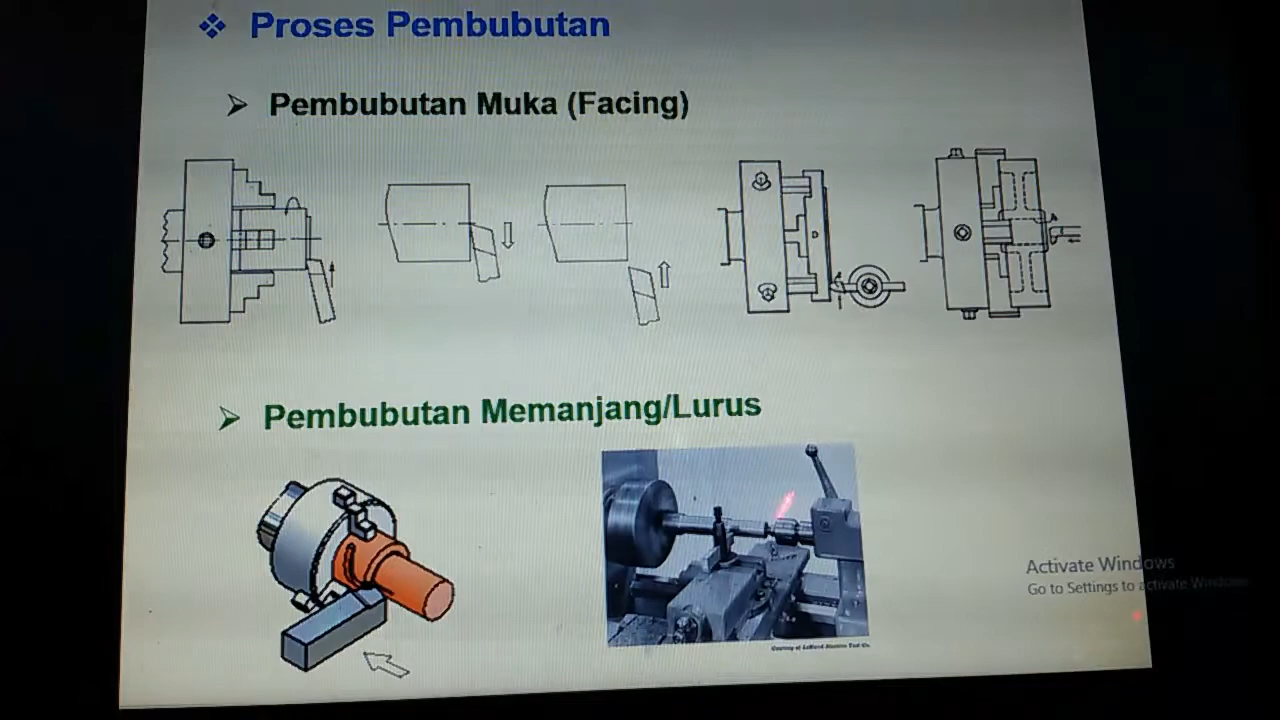 Proses Pembubutan
Pembubutan Muka (Facing)
Pembubutan Memanjang/Lurus
Activate Windows
Go to Settings to activate Windows